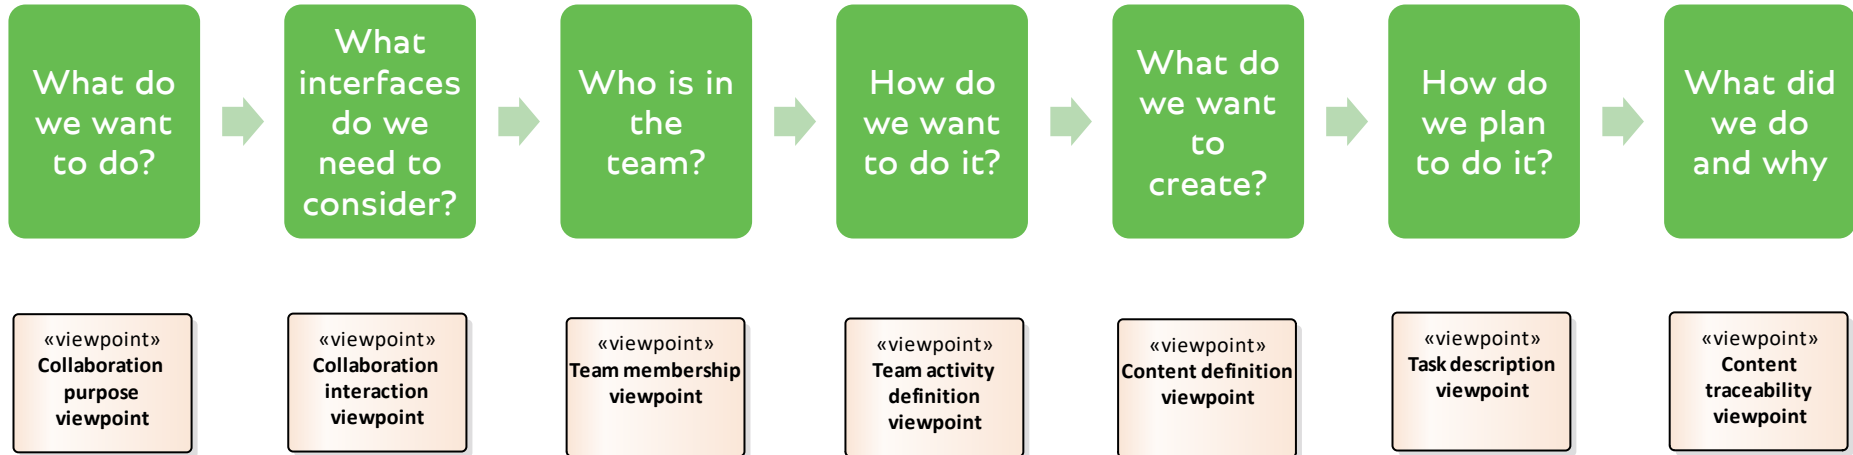 What do
we want
to do?
What
interfaces
do we
need to
consider?
Who is in
the
team?
How do
we want
to do it?
What do
we want
to
create?
How do
we plan
to do it?
What did
we do
and why
«viewpoint»
Collaboration
purpose
viewpoint
«viewpoint»
Collaboration
interaction
viewpoint
«viewpoint»
Team membership
viewpoint
«viewpoint»
Team activity
definition
viewpoint
«viewpoint»
Content definition
viewpoint
«viewpoint»
Task description
viewpoint
«viewpoint»
Content
traceability
viewpoint